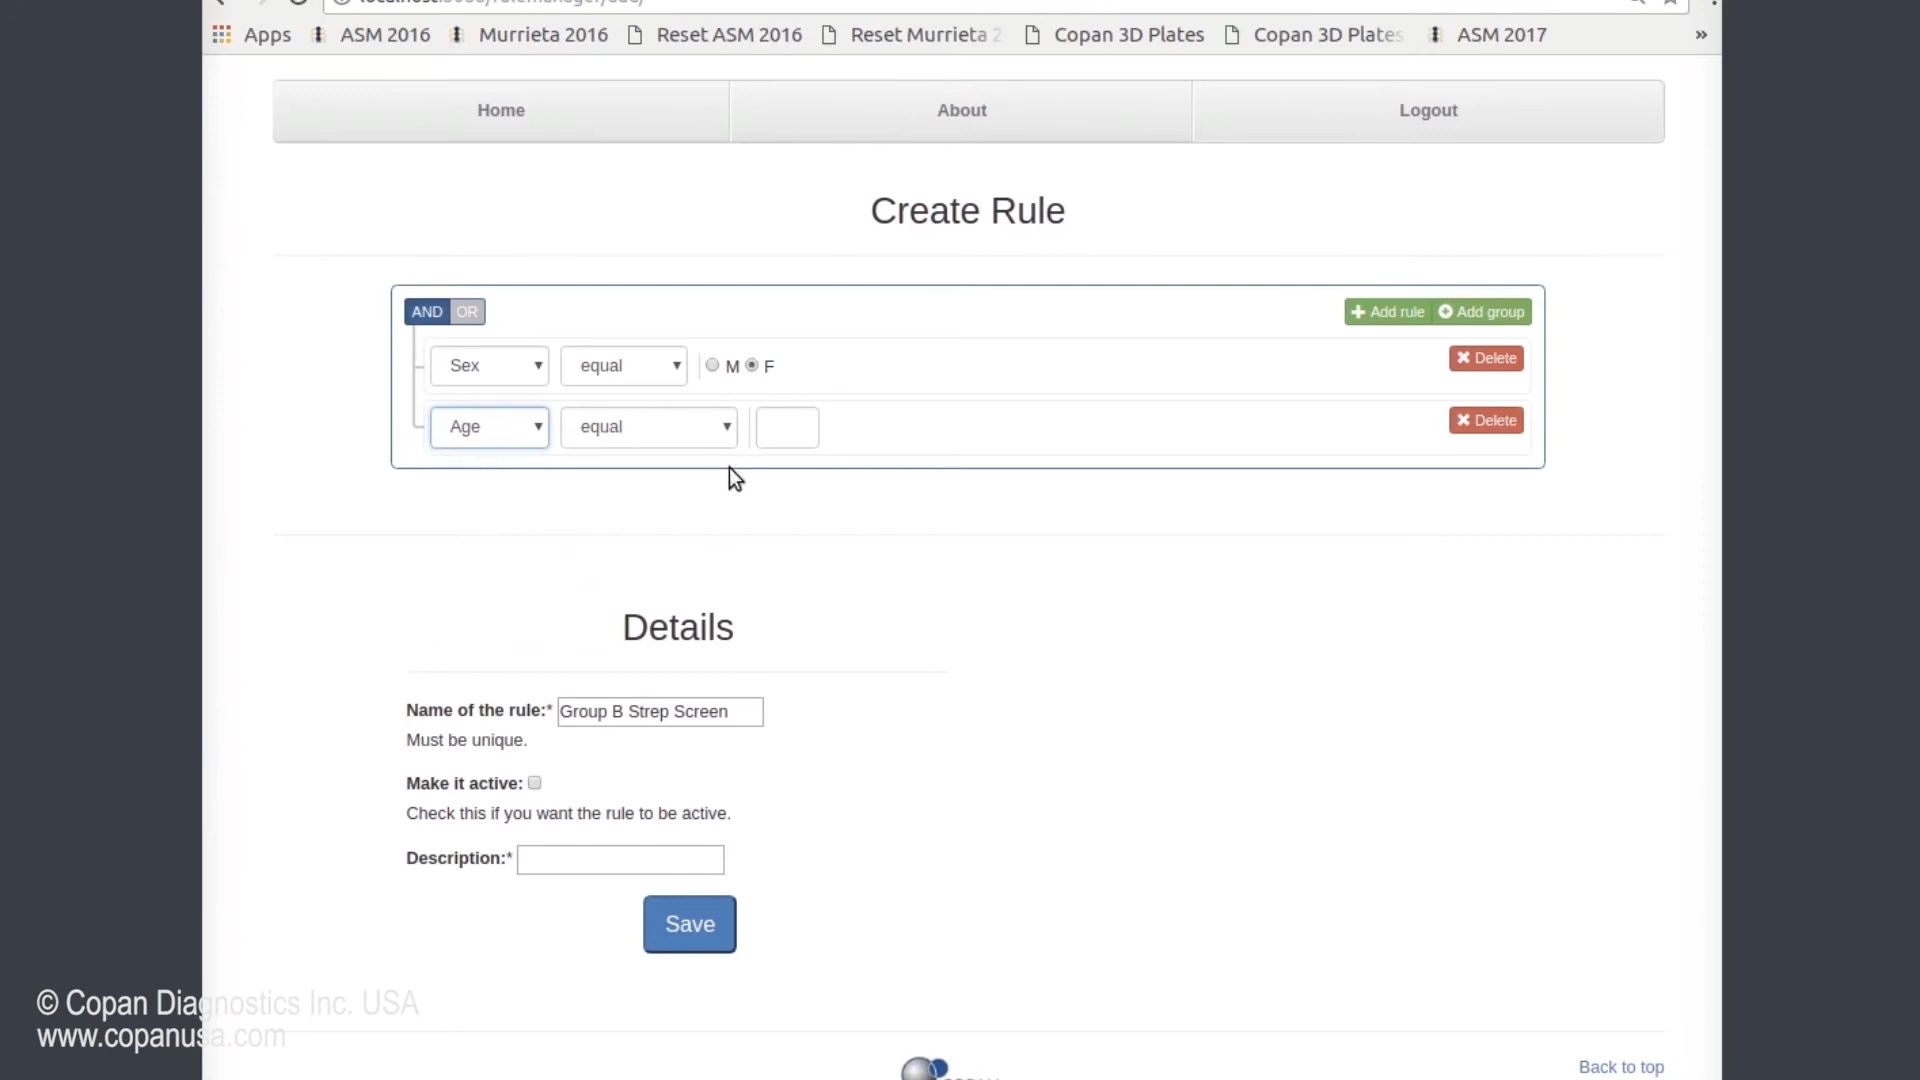 Apps ASM 2016 Murrieta 2016 Reset ASM 2016 Reset Murrieta 2 Copan 3D Plates Copan 3D Plates ASM 2017 »
Home About Logout
Create Rule
AND OR Add rule Add group
Sex equal M F Delete
Age equal Delete
Details
Name of the rule:* Group B Strep Screen
Must be unique.
Make it active:
Check this if you want the rule to be active.
Description:*
Save
© Copan Diagnostics Inc. USA
www.copanusa.com
Back to top